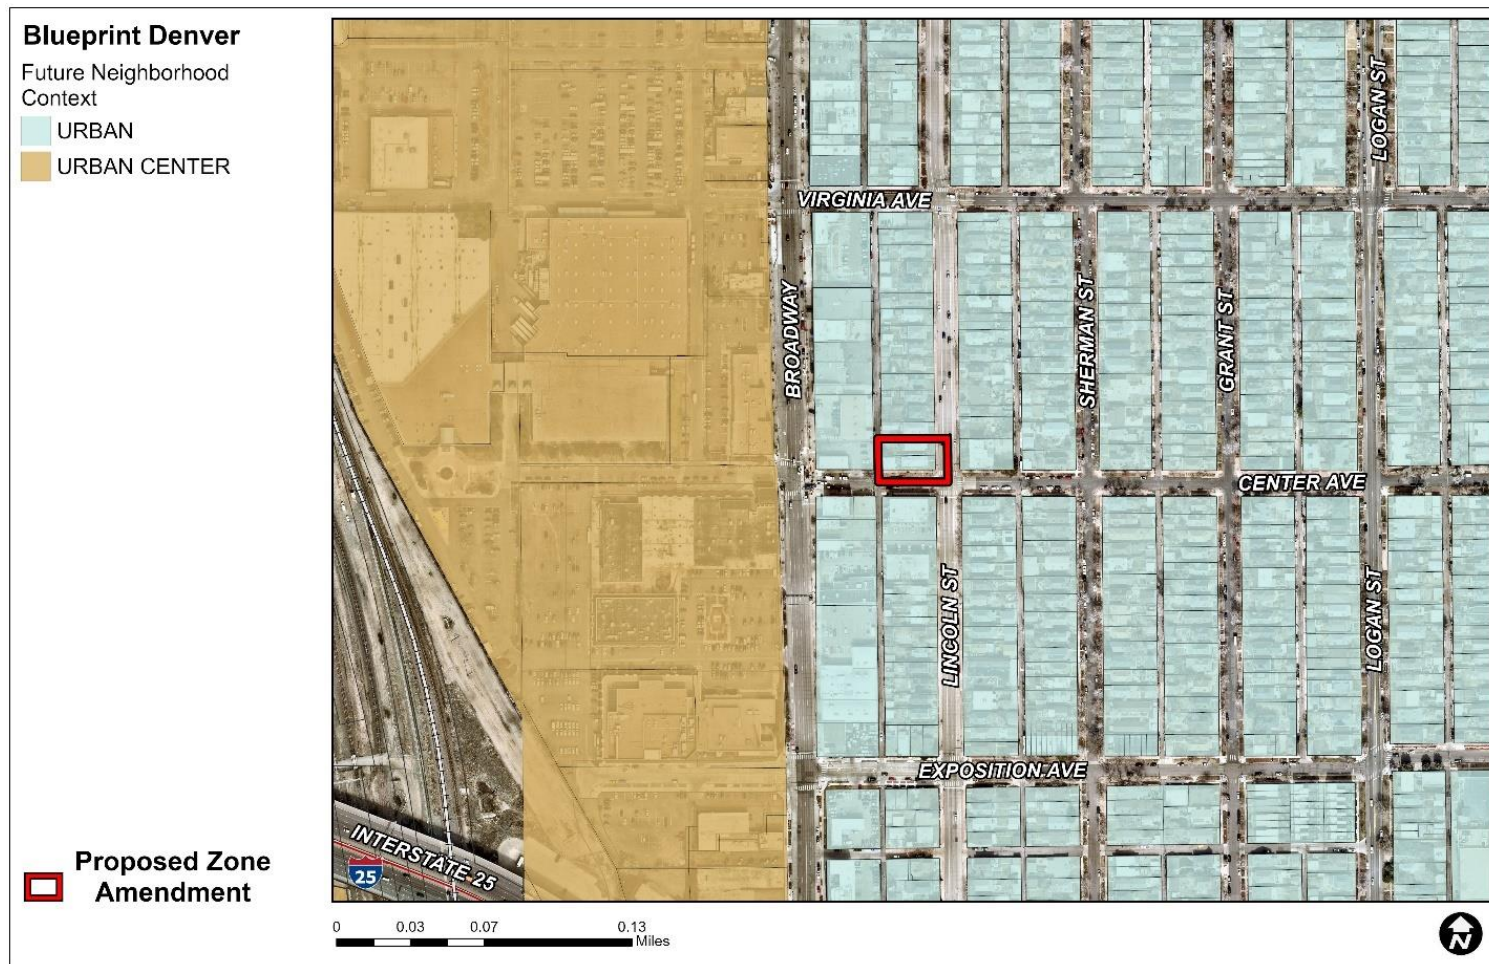 Blueprint Denver
Future Neighborhood
Context
URBAN
URBAN CENTER
LOGAN ST
VIRGINIA AVE
BROADWAY
SHERMAN ST
GRANT ST
CENTER AVE
LINCOLN ST
LOGAN ST
EXPOSITION AVE
INTERSTATE 25
25
Proposed Zone
Amendment
0 0.03 0.07 0.13
Miles
N